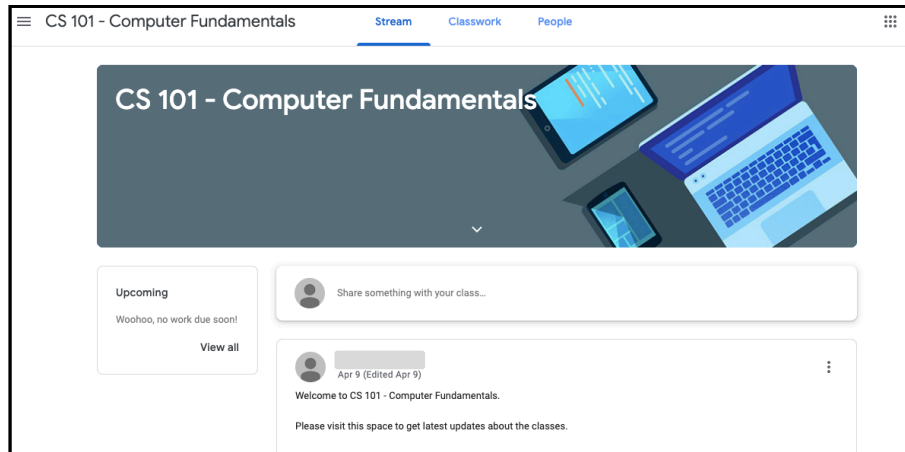 CS 101 - Computer Fundamentals
Stream Classwork People
CS 101 - Computer Fundamentals
Upcoming
Woohoo, no work due soon!
View all
Share something with your class...
Apr 9 (Edited Apr 9)
Welcome to CS 101 - Computer Fundamentals.
Please visit this space to get latest updates about the classes.